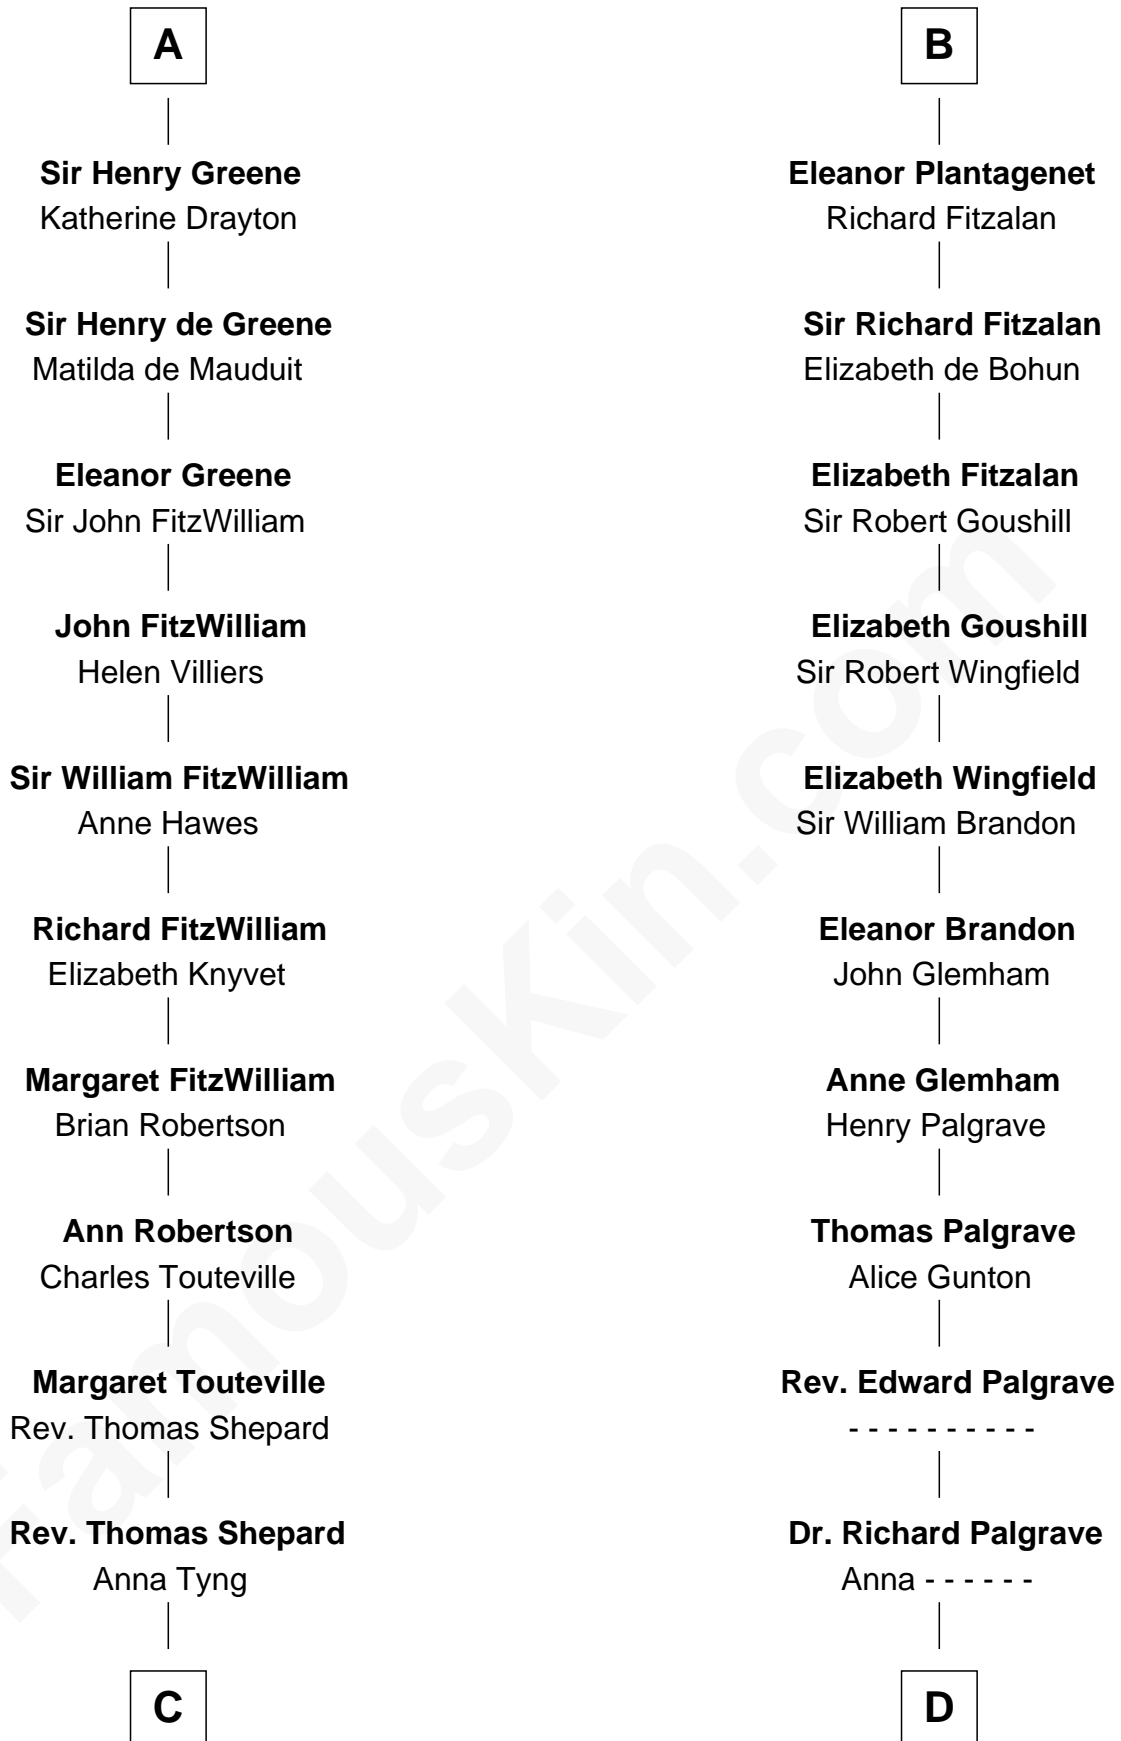 A
Sir Henry Greene
Katherine Drayton
Sir Henry de Greene
Matilda de Mauduit
Eleanor Greene
Sir John FitzWilliam
John FitzWilliam
Helen Villiers
Sir William FitzWilliam
Anne Hawes
Richard FitzWilliam
Elizabeth Knyvet
Margaret FitzWilliam
Brian Robertson
Ann Robertson
Charles Touteville
Margaret Touteville
Rev. Thomas Shepard
Rev. Thomas Shepard
Anna Tyng
C
B
Eleanor Plantagenet
Richard Fitzalan
Sir Richard Fitzalan
Elizabeth de Bohun
Elizabeth Fitzalan
Sir Robert Goushill
Elizabeth Goushill
Sir Robert Wingfield
Elizabeth Wingfield
Sir William Brandon
Eleanor Brandon
John Glemham
Anne Glemham
Henry Palgrave
Thomas Palgrave
Alice Gunton
Rev. Edward Palgrave
- - - - - - - - - -
Dr. Richard Palgrave
Anna - - - - - -
D
FamousKin.com